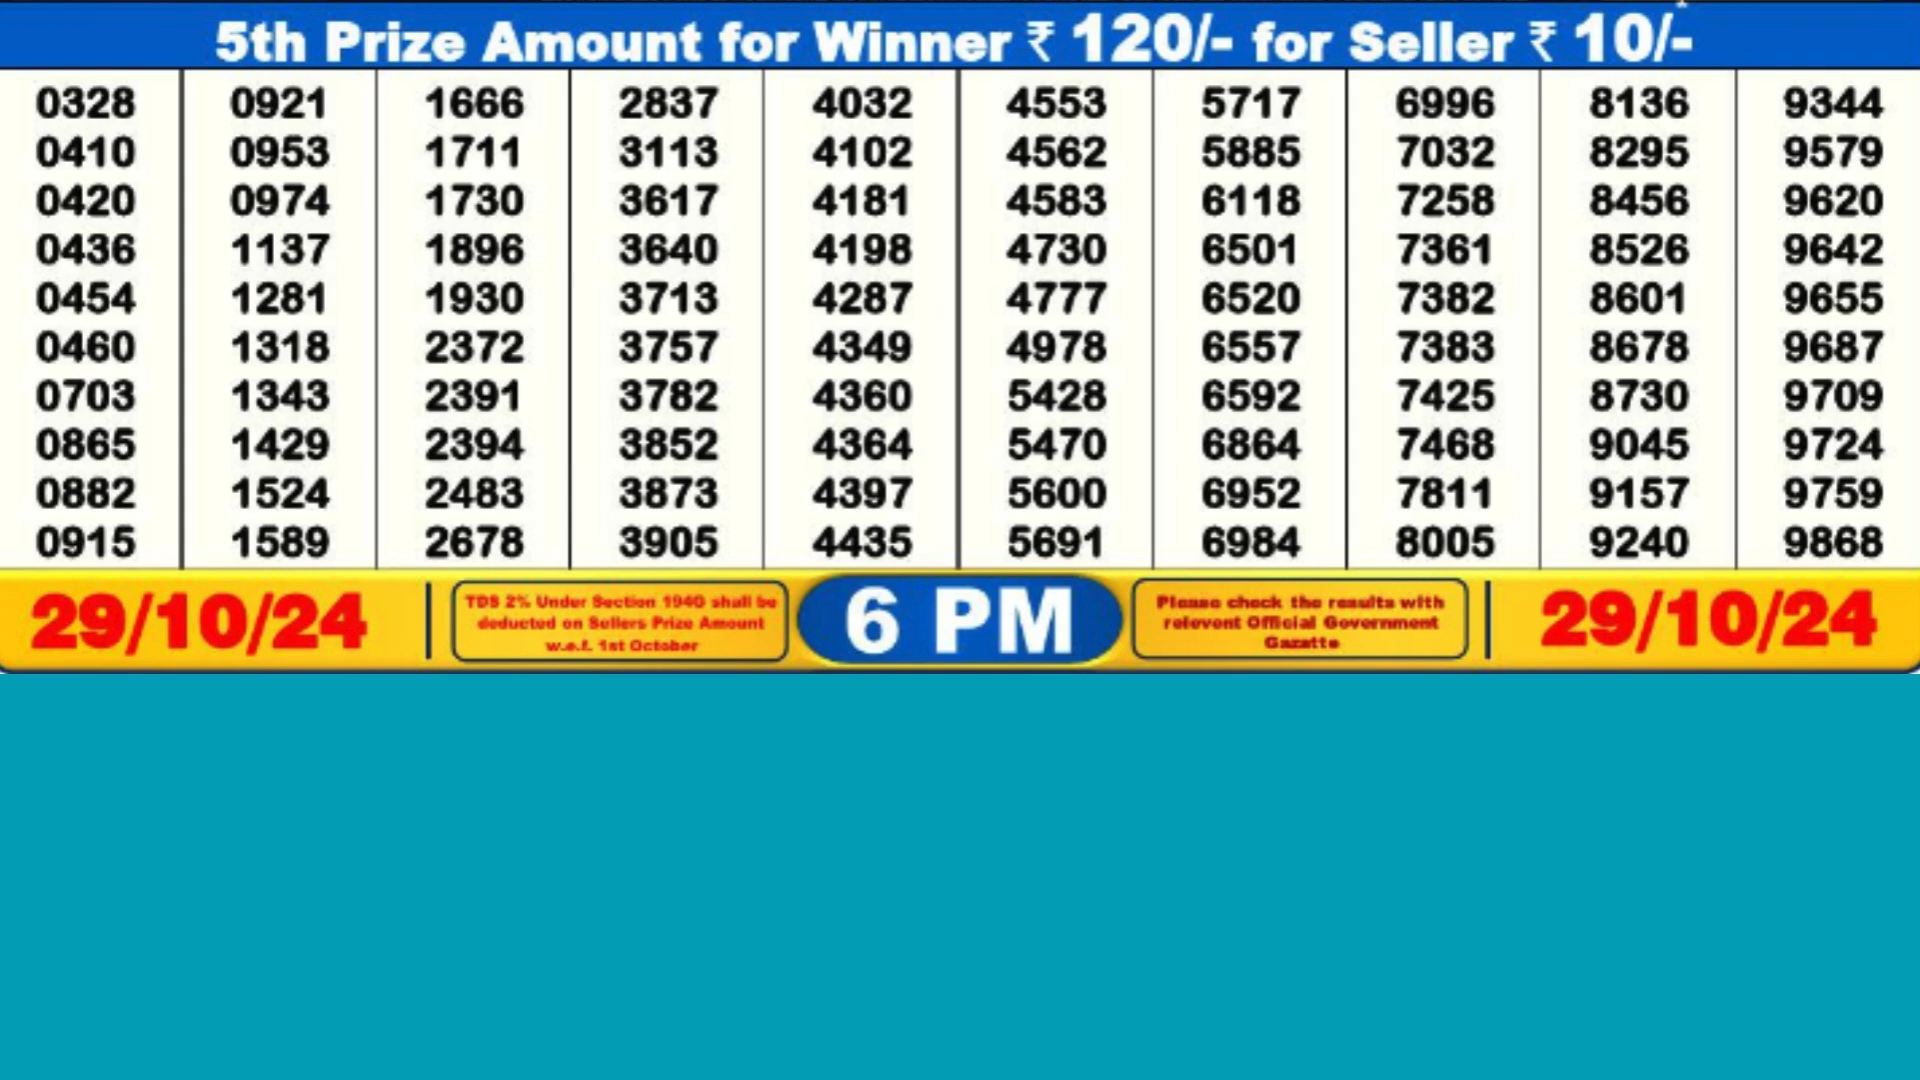 5th Prize Amount for Winner ₹ 120/- for Seller ₹ 10/-
0328 0921 1666 2837 4032 4553 5717 6996 8136 9344
0410 0953 1711 3113 4102 4562 5885 7032 8295 9579
0420 0974 1730 3617 4181 4583 6118 7258 8456 9620
0436 1137 1896 3640 4198 4730 6501 7361 8526 9642
0454 1281 1930 3713 4287 4777 6520 7382 8601 9655
0460 1318 2372 3757 4349 4978 6557 7383 8678 9687
0703 1343 2391 3782 4360 5428 6592 7425 8730 9709
0865 1429 2394 3852 4364 5470 6864 7468 9045 9724
0882 1524 2483 3873 4397 5600 6952 7811 9157 9759
0915 1589 2678 3905 4435 5691 6984 8005 9240 9868
29/10/24
TDS 2% Under Section 194G shall be
deducted on Sellers Prize Amount
w.e.f. 1st October
6 PM
Please check the results with
relevent Official Government
Gazatte
29/10/24